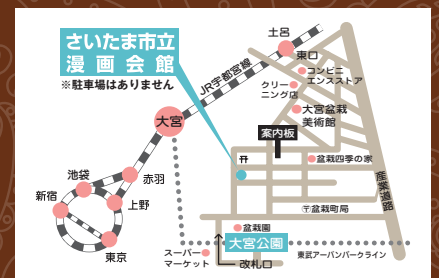 さいたま市立
漫画会館
※駐車場はありません
土呂
東口
コンビニ
エンスストア
クリー
ニング店
大宮盆栽
美術館
JR宇都宮線
大宮
案内板
盆栽四季の家
池袋
赤羽
新宿
上野
東京
産業道路
〒盆栽町局
盆栽園
大宮公園
スーパー
マーケット
改札口
東武アーバンパークライン